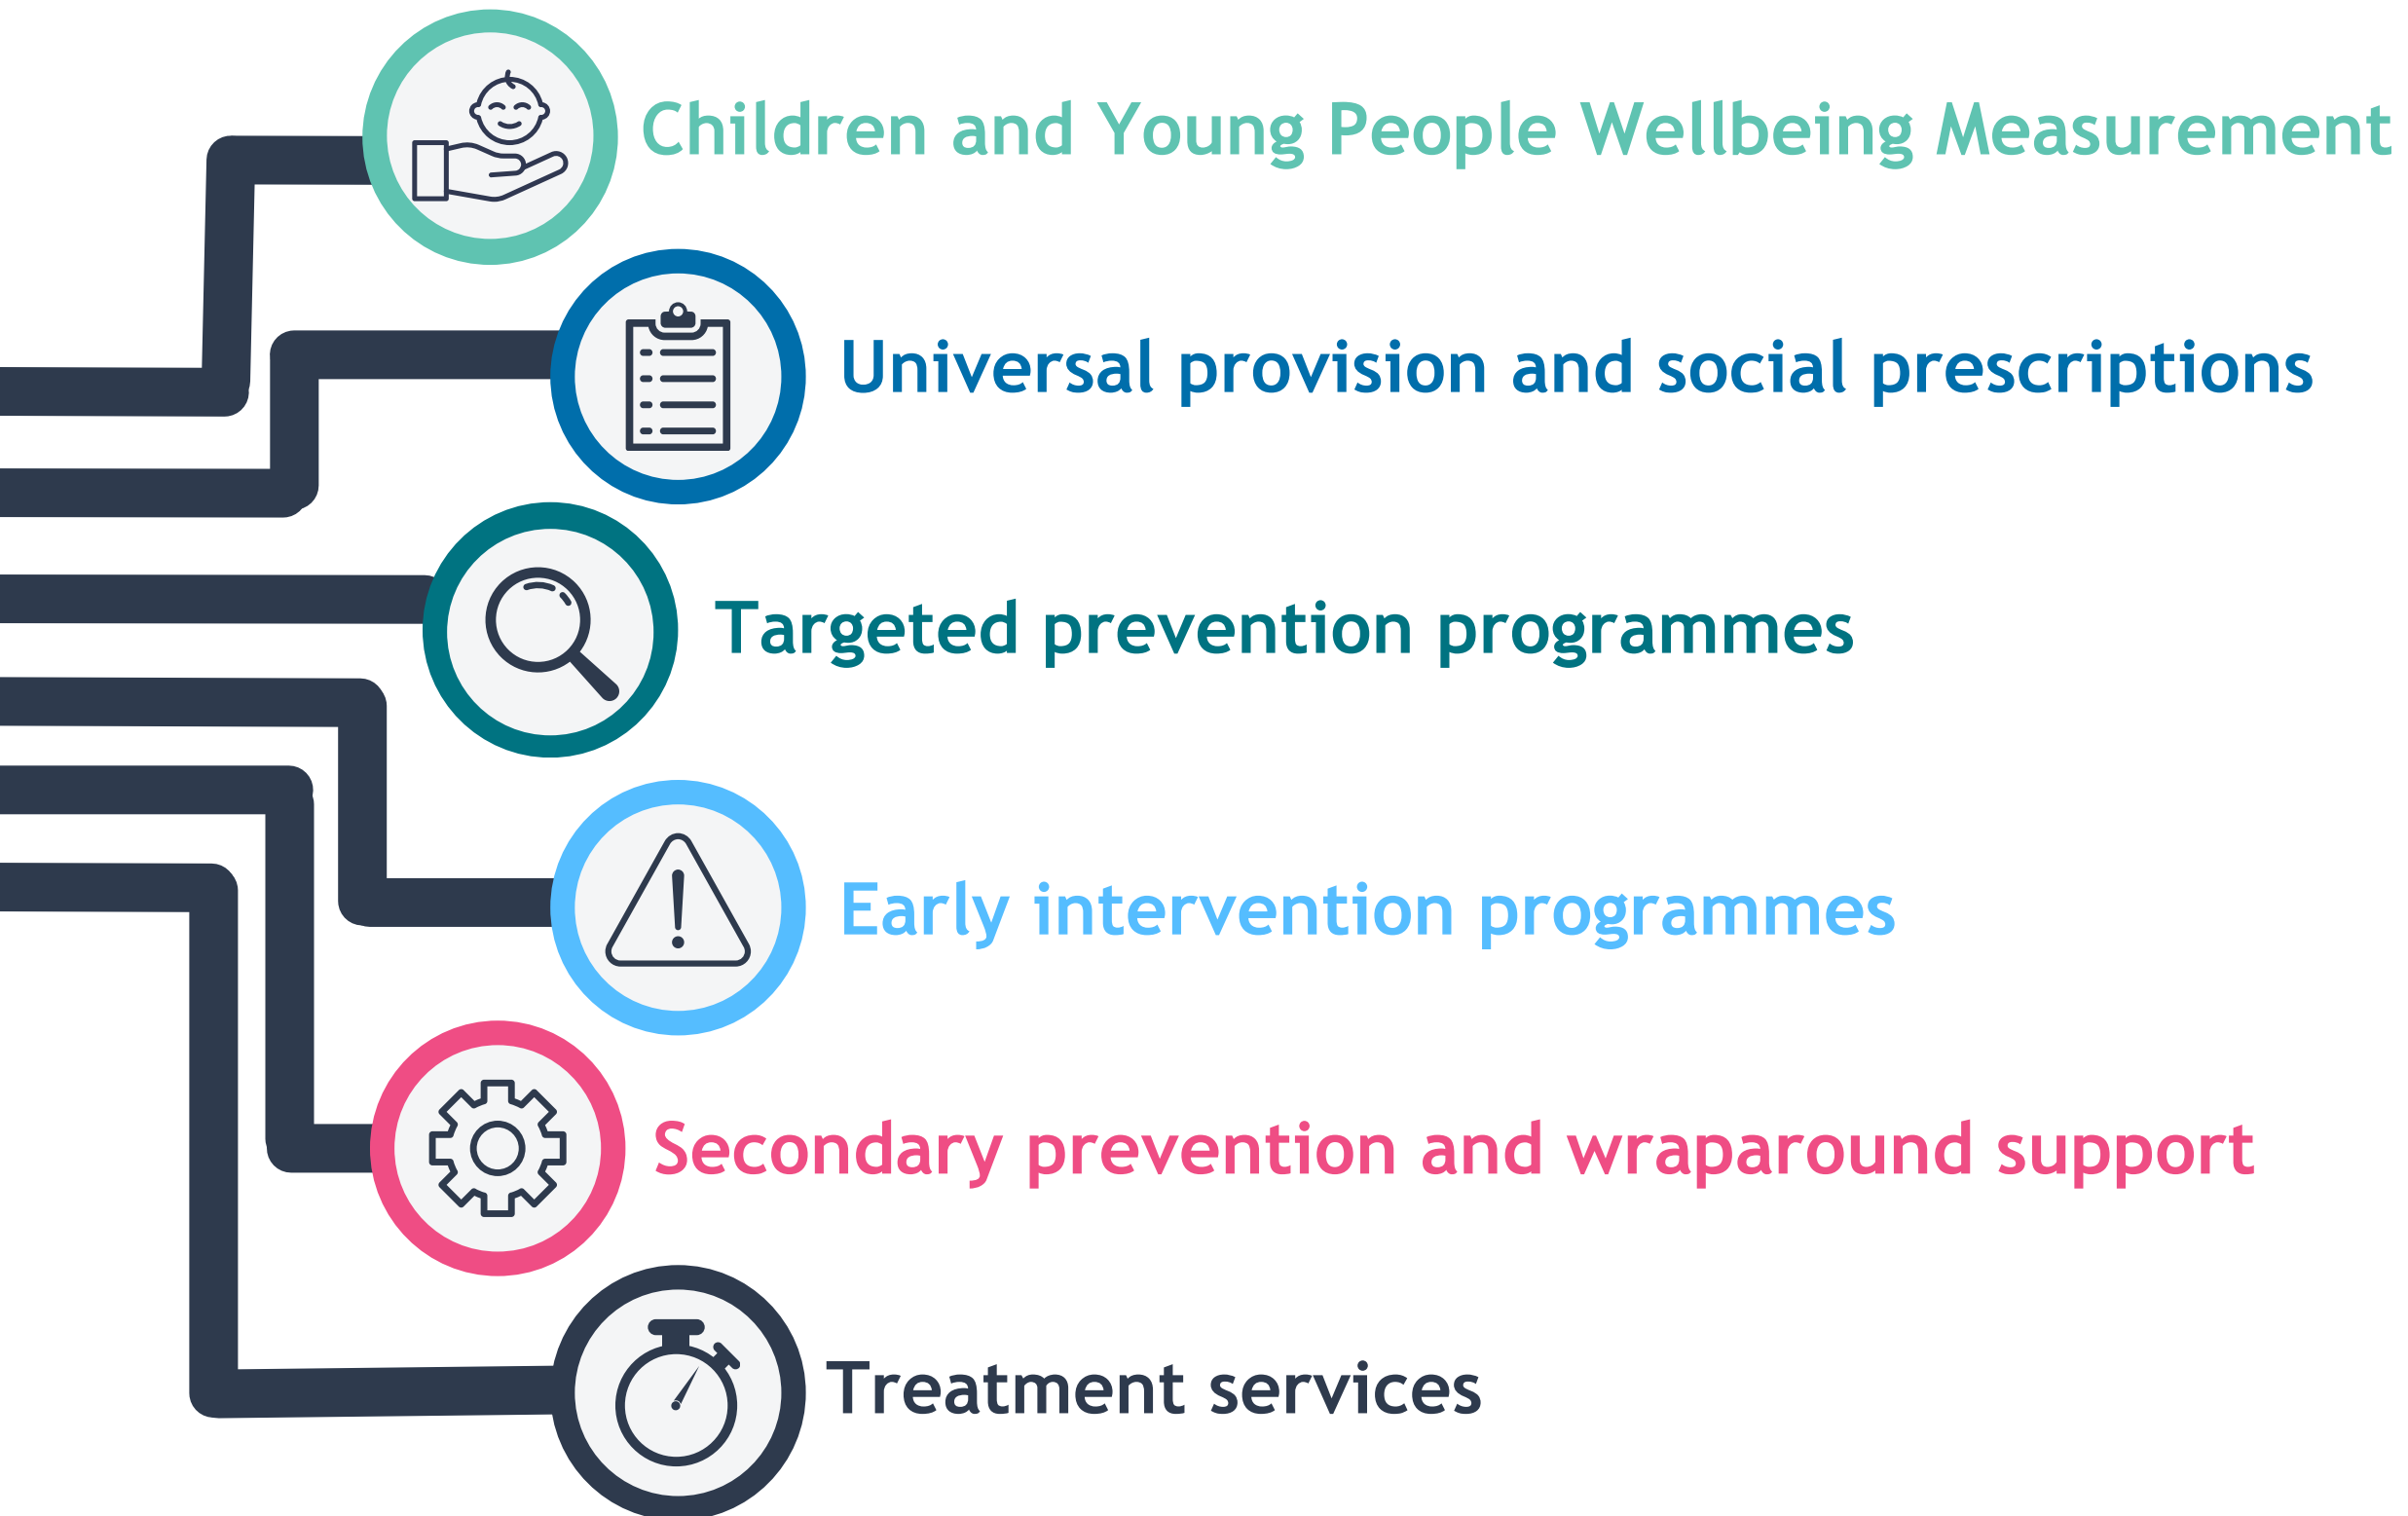 Children and Young People Wellbeing Measurement
Universal provision and social prescriptions
Targeted prevention programmes
Early intervention programmes
Secondary prevention and wraparound support
Treatment services